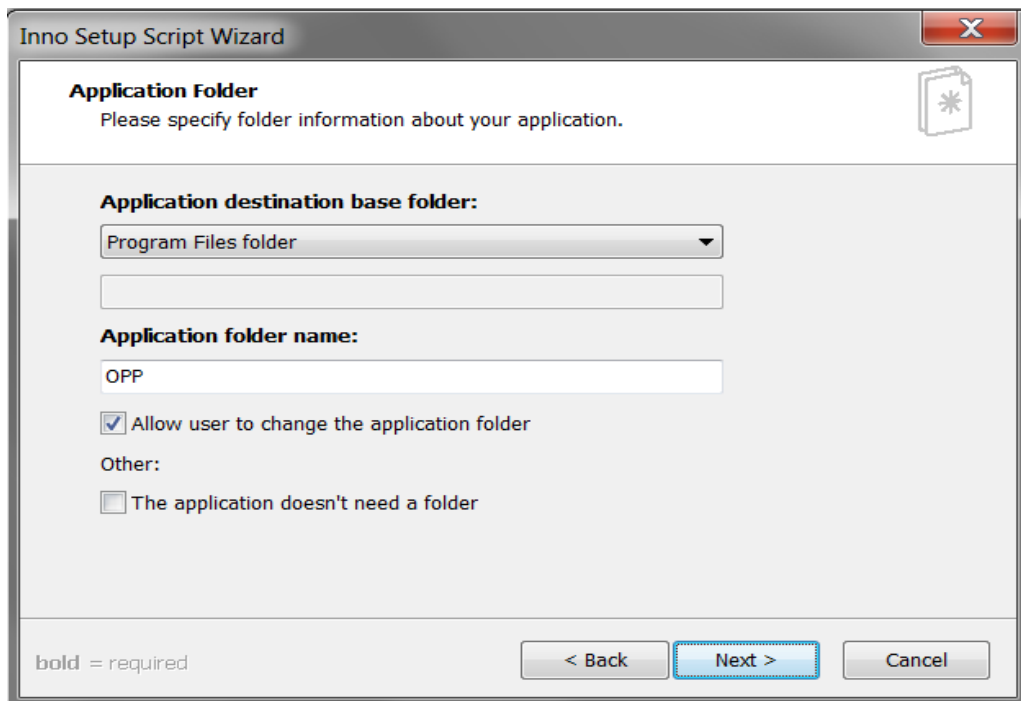 Inno Setup Script Wizard
Application Folder
Please specify folder information about your application.
Application destination base folder:
Program Files folder
Application folder name:
OPP
Allow user to change the application folder
Other:
The application doesn't need a folder
bold = required
< Back
Next >
Cancel